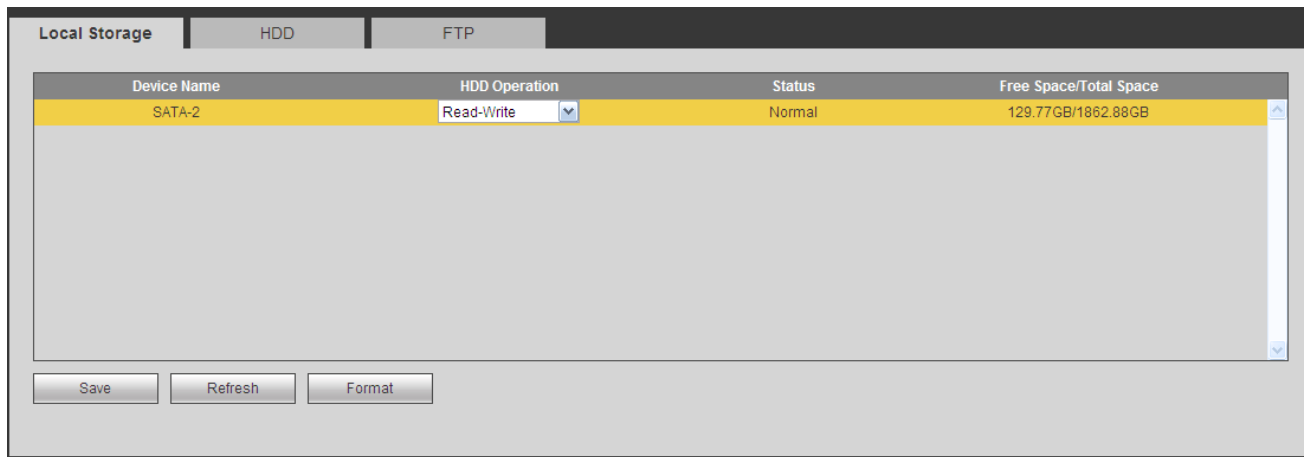 Local Storage HDD FTP
Device Name HDD Operation Status Free Space/Total Space
SATA-2 Read-Write Normal 129.77GB/1862.88GB
Save Refresh Format